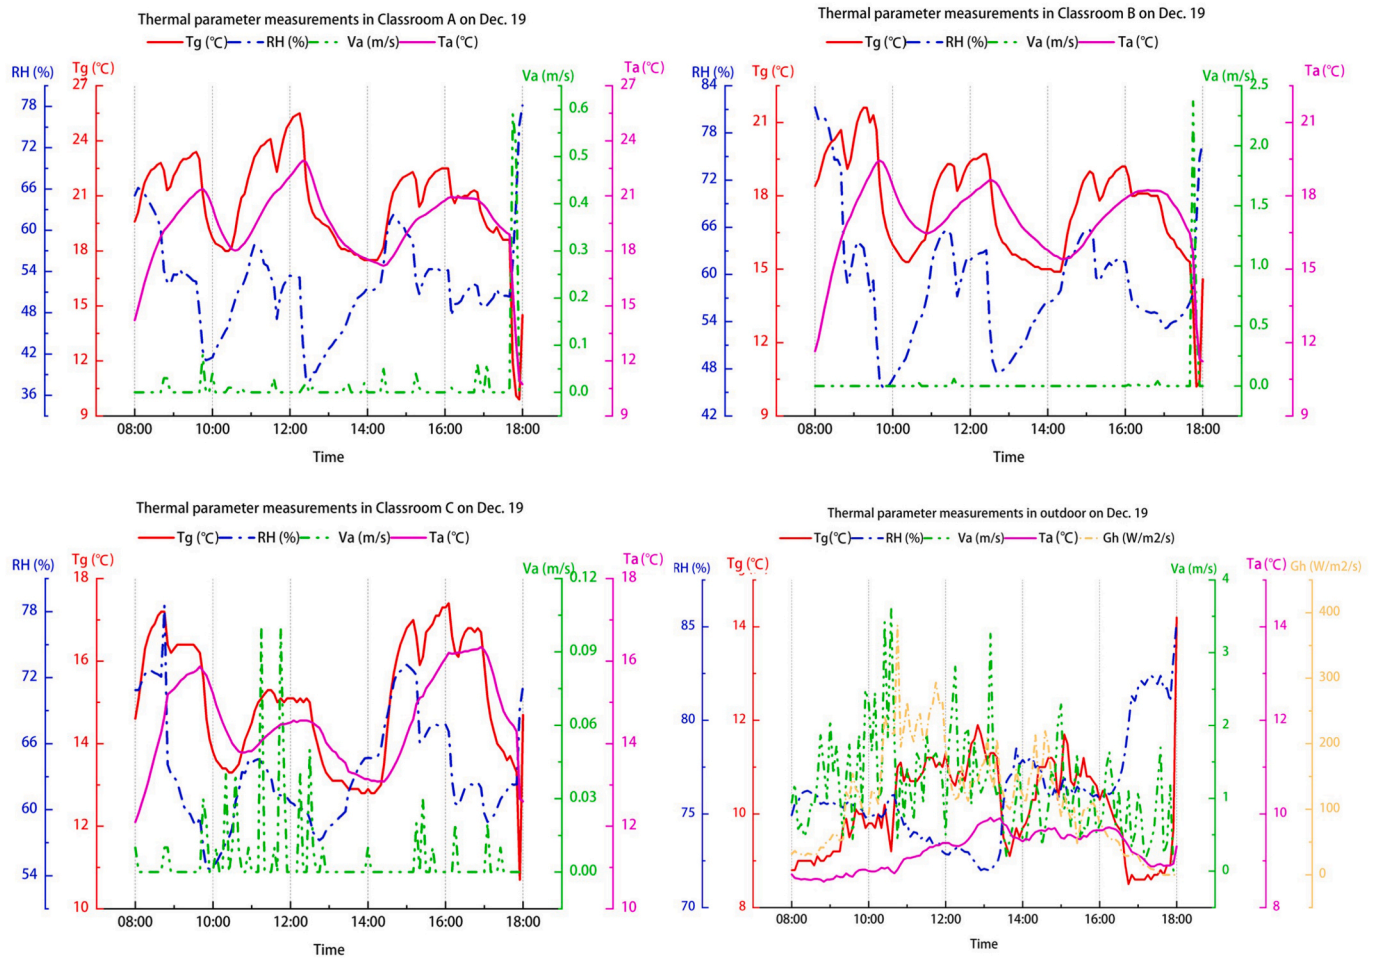 Thermal parameter measurements in Classroom A on Dec. 19
Tg (℃) RH (%) Va (m/s) Ta (℃)
RH (%) Tg (℃) Va (m/s) Ta (℃)
78 72 66 60 54 48 42 36
27 24 21 18 15 12 9
0.6 0.5 0.4 0.3 0.2 0.1 0.0
27 24 21 18 15 12 9
08:00 10:00 12:00 14:00 16:00 18:00
Time
Thermal parameter measurements in Classroom B on Dec. 19
Tg (℃) RH (%) Va (m/s) Ta (℃)
RH (%) Tg (℃) Va (m/s) Ta (℃)
84 78 72 66 60 54 48 42
21 18 15 12 9
2.5 2.0 1.5 1.0 0.5 0.0
21 18 15 12 9
08:00 10:00 12:00 14:00 16:00 18:00
Time
Thermal parameter measurements in Classroom C on Dec. 19
Tg (℃) RH (%) Va (m/s) Ta (℃)
RH (%) Tg (℃) Va (m/s) Ta (℃)
78 72 66 60 54
18 16 14 12 10
0.12 0.09 0.06 0.03 0.00
18 16 14 12 10
08:00 10:00 12:00 14:00 16:00 18:00
Time
Thermal parameter measurements in outdoor on Dec. 19
Tg(℃) RH (%) Va (m/s) Ta (℃) Gh (W/m2/s)
RH (%) Tg (℃) Va (m/s) Ta (℃) Gh (W/m2/s)
85 80 75 70
14 12 10 8
4 3 2 1 0
14 12 10 8
400 300 200 100 0
08:00 10:00 12:00 14:00 16:00 18:00
Time